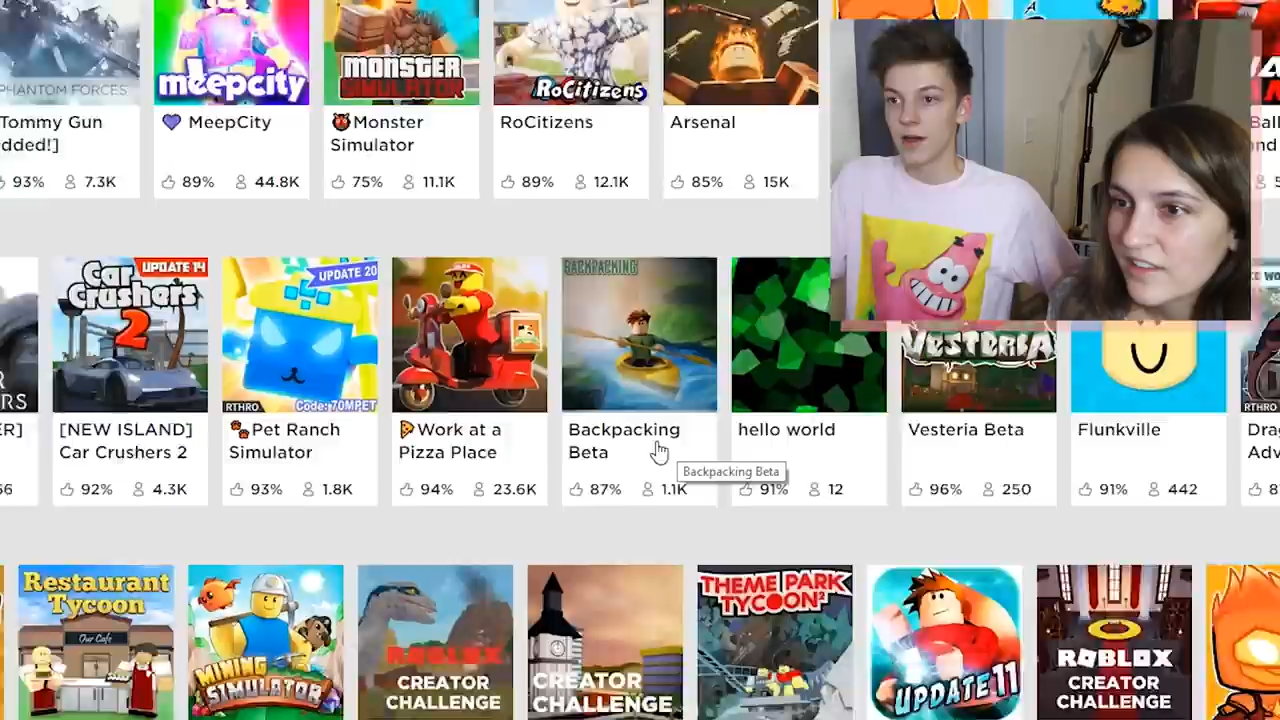 PHANTOM FORCES
meepcity
MONSTER
SIMULATOR
RoCitizens
Tommy Gun
dded!]
💜 MeepCity
Monster
Simulator
RoCitizens
Arsenal
93% 7.3K
89% 44.8K
75% 11.1K
89% 12.1K
85% 15K
Car
Crushers
2
UPDATE 14
UPDATE 20
RTHRO
Code: 70MPET
BACKPACKING
VESTERIA
RTHRO
ER]
[NEW ISLAND]
Car Crushers 2
🐾Pet Ranch
Simulator
🍕Work at a
Pizza Place
Backpacking
Beta
Backpacking Beta
hello world
Vesteria Beta
Flunkville
Dra
Adv
56
92% 4.3K
93% 1.8K
94% 23.6K
87% 1.1K
91% 12
96% 250
91% 442
Restaurant
Tycoon
Our Cafe
MINING
SIMULATOR
ROBLOX
CREATOR
CHALLENGE
CREATOR
CHALLENGE
THEME PARK
TYCOON2
UPDATE 11
ROBLOX
CREATOR
CHALLENGE